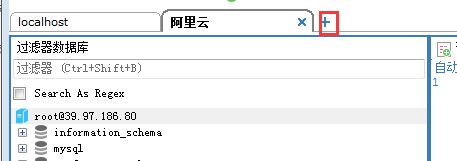 localhost
阿里云
过滤器数据库
过滤器 (Ctrl+Shift+B)
Search As Regex
root@39.97.186.80
information_schema
mysql
自动
1